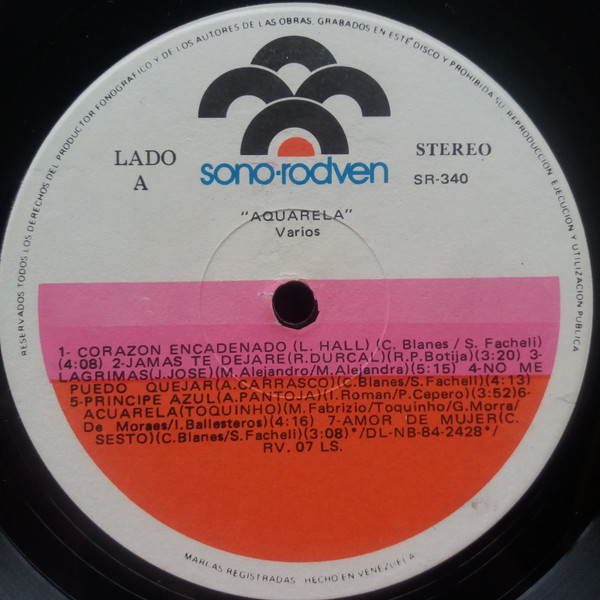 RESERVADOS TODOS LOS DERECHOS DEL PRODUCTOR FONOGRAFICO Y DE LOS AUTORES DE LAS OBRAS, GRABADOS EN ESTE DISCO Y PROHIBIDA SU REPRODUCCION, EJECUCION Y UTILIZACION PUBLICA
LADO
A
sono·rodven
STEREO
SR-340
"AQUARELA"
Varios
1- CORAZON ENCADENADO (L. HALL) (C. Blanes / S. Facheli)
(4:08) 2-JAMAS TE DEJARE(R.DURCAL)(R.P.Botija)(3:20) 3-
LAGRIMAS(J.JOSE)(M.Alejandro/M.Alejandra)(5:15) 4-NO ME
PUEDO QUEJAR(A.CARRASCO)(C.Blanes/S.Facheli)(4:13)
5-PRINCIPE AZUL(A.PANTOJA)(I.Roman/P.Cepero)(3:52)6-
ACUARELA(TOQUINHO)(M.Fabrizio/Toquinho/G.Morra/
De Moraes/I.Ballesteros)(4:16) 7-AMOR DE MUJER(C.
SESTO)(C.Blanes/S.Facheli)(3:08)*/DL-NB-84-2428*/
RV. 07 LS.
MARCAS REGISTRADAS HECHO EN VENEZUELA